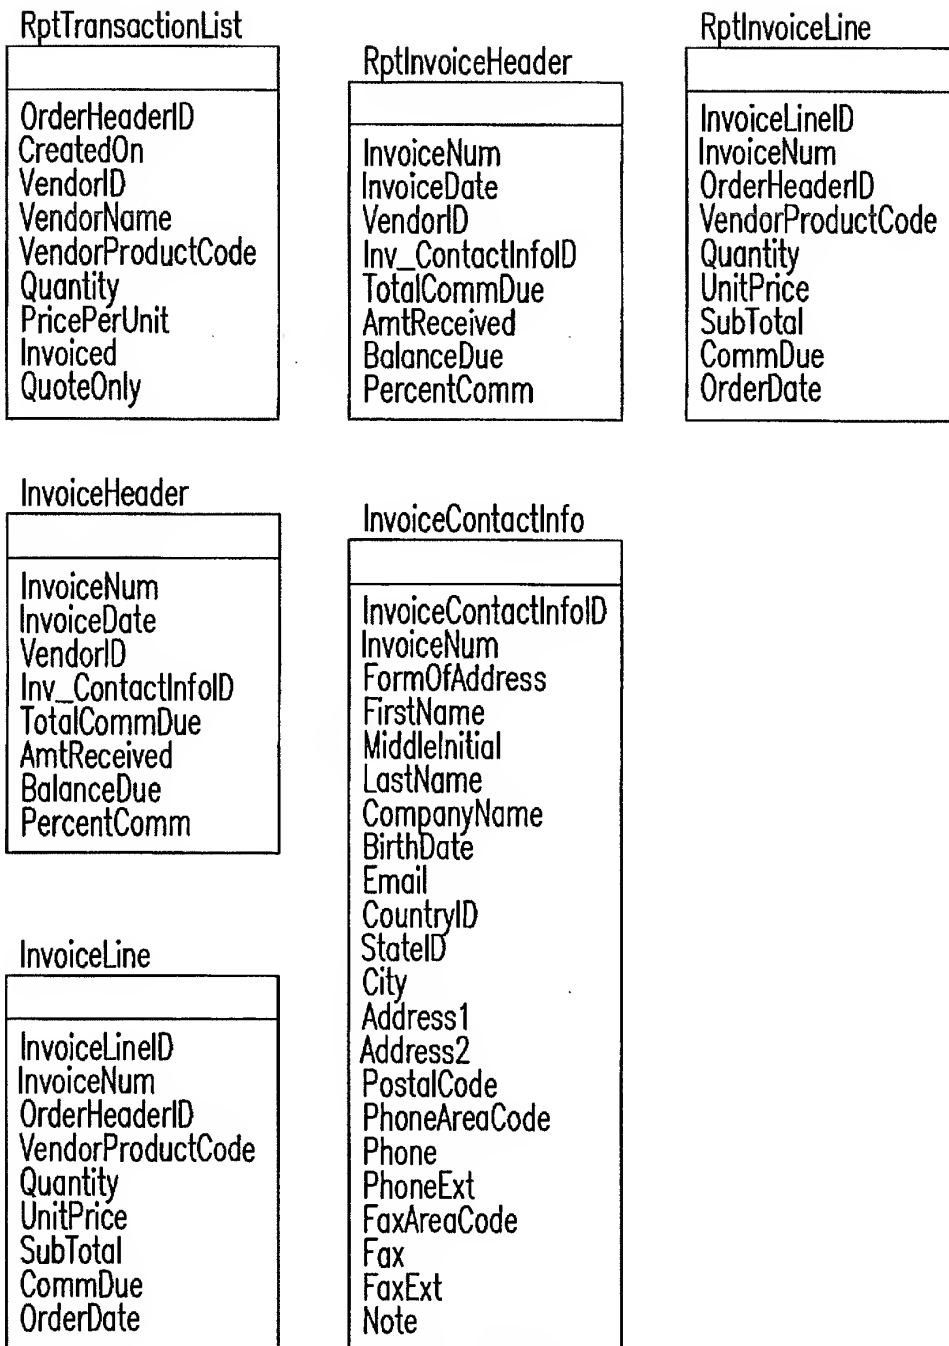 RptTransactionList
OrderHeaderID
CreatedOn
VendorID
VendorName
VendorProductCode
Quantity
PricePerUnit
Invoiced
QuoteOnly
RptInvoiceHeader
InvoiceNum
InvoiceDate
VendorID
Inv_ContactInfoID
TotalCommDue
AmtReceived
BalanceDue
PercentComm
RptInvoiceLine
InvoiceLineID
InvoiceNum
OrderHeaderID
VendorProductCode
Quantity
UnitPrice
SubTotal
CommDue
OrderDate
InvoiceHeader
InvoiceNum
InvoiceDate
VendorID
Inv_ContactInfoID
TotalCommDue
AmtReceived
BalanceDue
PercentComm
InvoiceContactInfo
InvoiceContactInfoID
InvoiceNum
FormOfAddress
FirstName
MiddleInitial
LastName
CompanyName
BirthDate
Email
CountryID
StateID
City
Address1
Address2
PostalCode
PhoneAreaCode
Phone
PhoneExt
FaxAreaCode
Fax
FaxExt
Note
InvoiceLine
InvoiceLineID
InvoiceNum
OrderHeaderID
VendorProductCode
Quantity
UnitPrice
SubTotal
CommDue
OrderDate